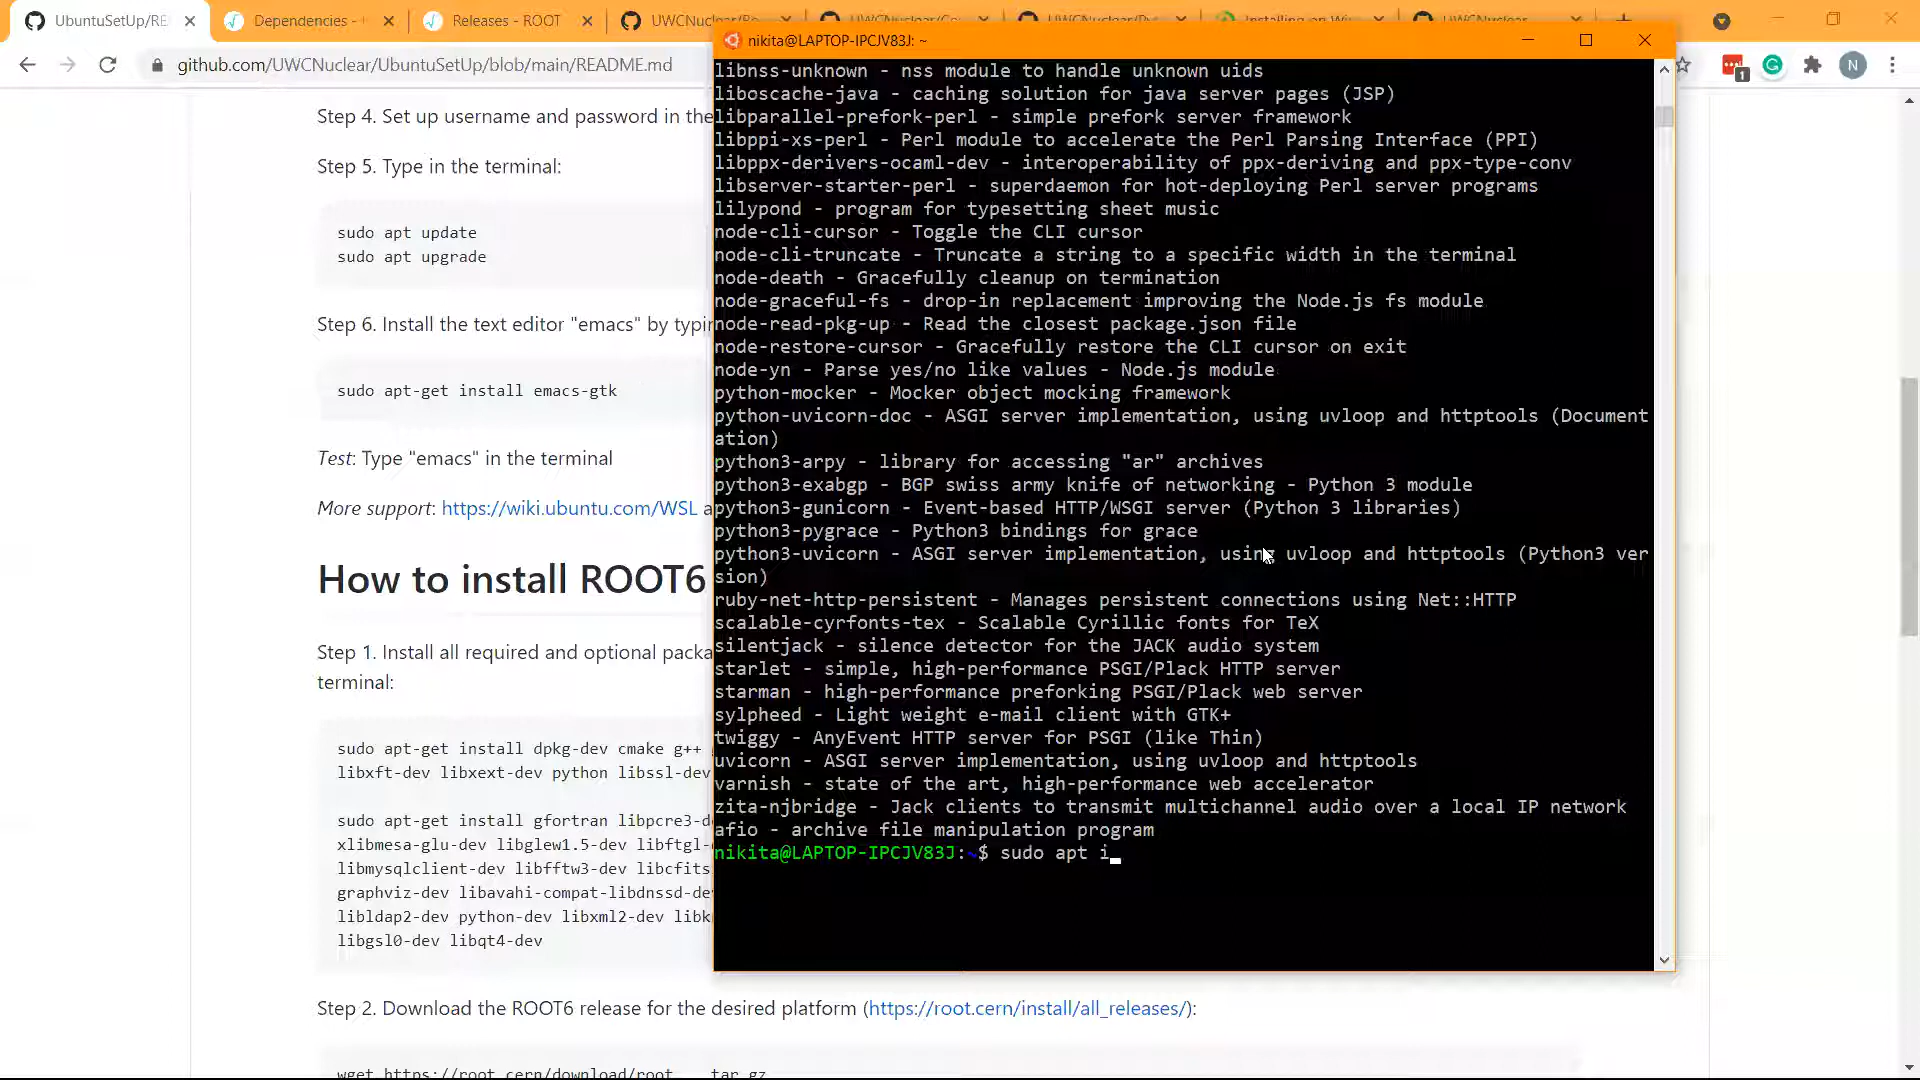 UbuntuSetUp/RE
Dependencies -
Releases - ROOT
nikita@LAPTOP-IPCJV83J: ~
github.com/UWCNuclear/UbuntuSetUp/blob/main/README.md
1
N
Step 4. Set up username and password in the
Step 5. Type in the terminal:
sudo apt update
sudo apt upgrade
Step 6. Install the text editor "emacs" by typi
sudo apt-get install emacs-gtk
Test: Type "emacs" in the terminal
More support: https://wiki.ubuntu.com/WSL a
How to install ROOT6
Step 1. Install all required and optional packa
terminal:
sudo apt-get install dpkg-dev cmake g++
libxft-dev libxext-dev python libssl-dev
sudo apt-get install gfortran libpcre3-d
xlibmesa-glu-dev libglew1.5-dev libftgl-
libmysqlclient-dev libfftw3-dev libcfits
graphviz-dev libavahi-compat-libdnssd-de
libldap2-dev python-dev libxml2-dev libk
libgsl0-dev libqt4-dev
Step 2. Download the ROOT6 release for the desired platform (https://root.cern/install/all_releases/):
libnss-unknown - nss module to handle unknown uids
liboscache-java - caching solution for java server pages (JSP)
libparallel-prefork-perl - simple prefork server framework
libppi-xs-perl - Perl module to accelerate the Perl Parsing Interface (PPI)
libppx-derivers-ocaml-dev - interoperability of ppx-deriving and ppx-type-conv
libserver-starter-perl - superdaemon for hot-deploying Perl server programs
lilypond - program for typesetting sheet music
node-cli-cursor - Toggle the CLI cursor
node-cli-truncate - Truncate a string to a specific width in the terminal
node-death - Gracefully cleanup on termination
node-graceful-fs - drop-in replacement improving the Node.js fs module
node-read-pkg-up - Read the closest package.json file
node-restore-cursor - Gracefully restore the CLI cursor on exit
node-yn - Parse yes/no like values - Node.js module
python-mocker - Mocker object mocking framework
python-uvicorn-doc - ASGI server implementation, using uvloop and httptools (Document
ation)
python3-arpy - library for accessing "ar" archives
python3-exabgp - BGP swiss army knife of networking - Python 3 module
python3-gunicorn - Event-based HTTP/WSGI server (Python 3 libraries)
python3-pygrace - Python3 bindings for grace
python3-uvicorn - ASGI server implementation, using uvloop and httptools (Python3 ver
sion)
ruby-net-http-persistent - Manages persistent connections using Net::HTTP
scalable-cyrfonts-tex - Scalable Cyrillic fonts for TeX
silentjack - silence detector for the JACK audio system
starlet - simple, high-performance PSGI/Plack HTTP server
starman - high-performance preforking PSGI/Plack web server
sylpheed - Light weight e-mail client with GTK+
twiggy - AnyEvent HTTP server for PSGI (like Thin)
uvicorn - ASGI server implementation, using uvloop and httptools
varnish - state of the art, high-performance web accelerator
zita-njbridge - Jack clients to transmit multichannel audio over a local IP network
afio - archive file manipulation program
nikita@LAPTOP-IPCJV83J:~$ sudo apt i